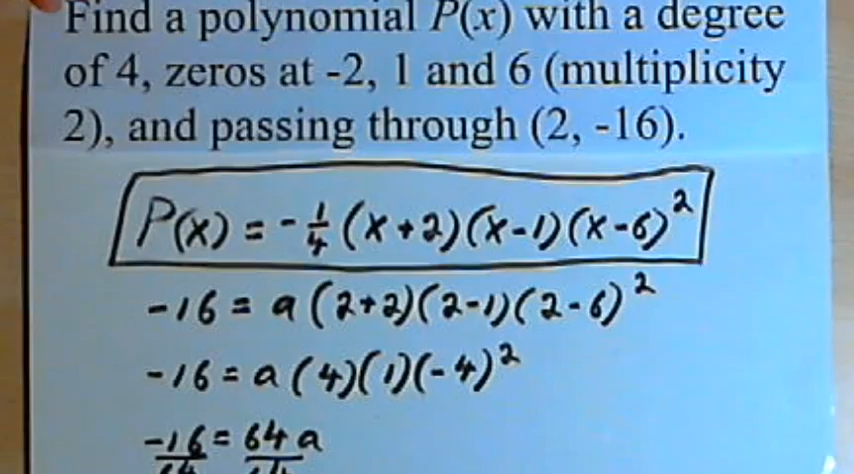 Find a polynomial P(x) with a degree
of 4, zeros at -2, 1 and 6 (multiplicity
2), and passing through (2, -16).
P(x) = -1/4 (x+2)(x-1)(x-6)²
-16 = a(2+2)(2-1)(2-6)²
-16 = a(4)(1)(-4)²
-16 = 64a
64 64